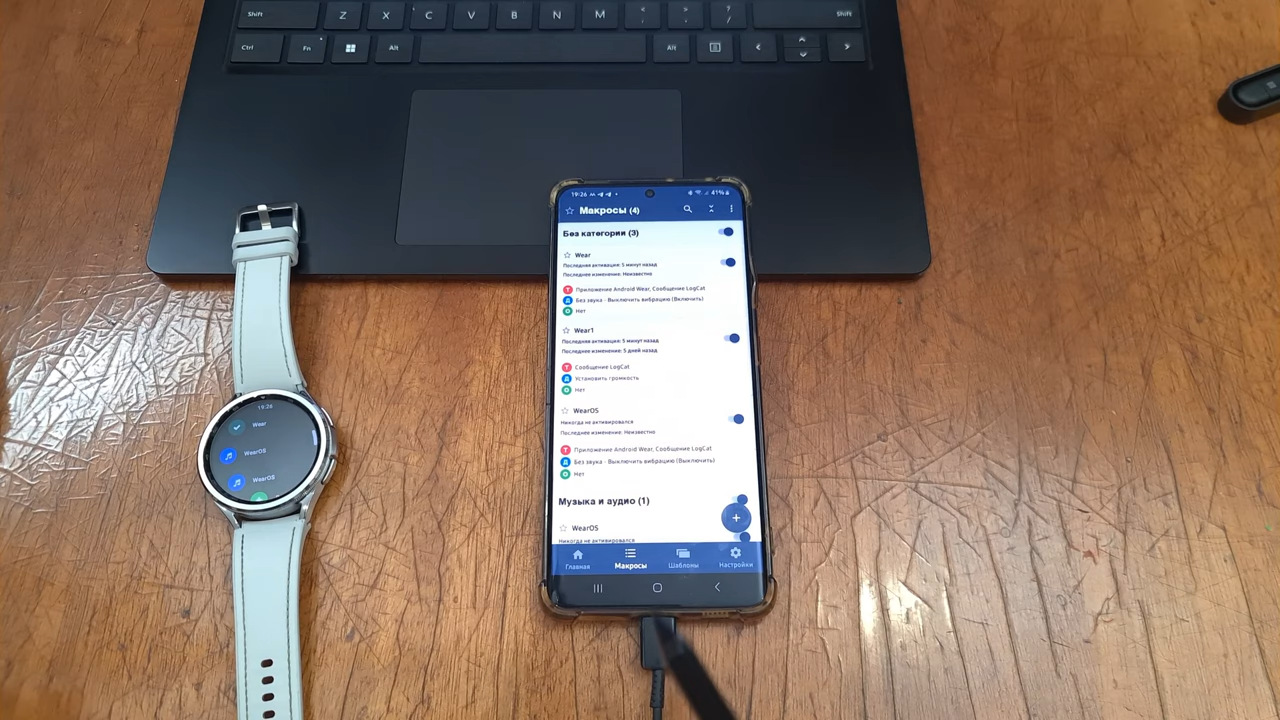 Shift Z X C V B N M < > ? / Shift
Ctrl Fn Alt Alt
19:26 41%
Макросы (4)
Без категории (3)
Wear
Последняя активация: 5 минут назад
Последнее изменение: Неизвестно
Приложение Android Wear, Сообщение LogCat
Без звука - Выключить вибрацию (Включить)
Нет
Wear1
Последняя активация: 5 минут назад
Последнее изменение: 5 дней назад
Сообщение LogCat
Установить громкость
Нет
WearOS
Никогда не активировался
Последнее изменение: Неизвестно
Приложение Android Wear, Сообщение LogCat
Без звука - Выключить вибрацию (Выключить)
Нет
Музыка и аудио (1)
WearOS
Никогда не активировался
+
Главная Макросы Шаблоны Настройки
19:26
Wear
WearOS
WearOS